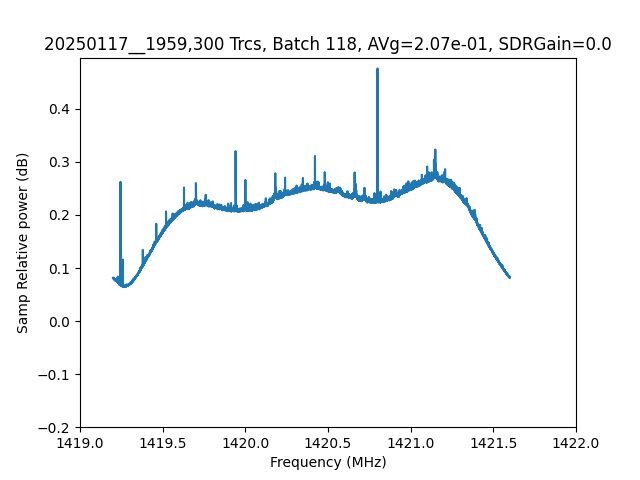 20250117__1959,300 Trcs, Batch 118, AVg=2.07e-01, SDRGain=0.0
Samp Relative power (dB)
0.4
0.3
0.2
0.1
0.0
−0.1
−0.2
1419.0 1419.5 1420.0 1420.5 1421.0 1421.5 1422.0
Frequency (MHz)